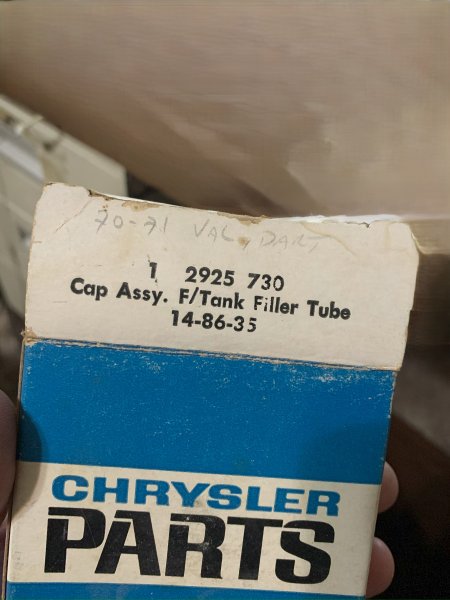 70-71 VAL, DART
1 2925 730
Cap Assy. F/Tank Filler Tube
14-86-35
CHRYSLER
PARTS